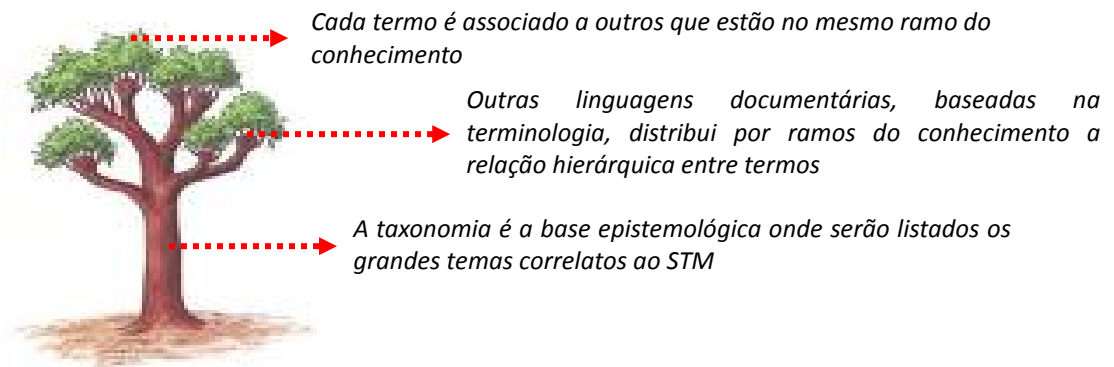 Cada termo é associado a outros que estão no mesmo ramo do
conhecimento
Outras linguagens documentárias, baseadas na
terminologia, distribui por ramos do conhecimento a
relação hierárquica entre termos
A taxonomia é a base epistemológica onde serão listados os
grandes temas correlatos ao STM